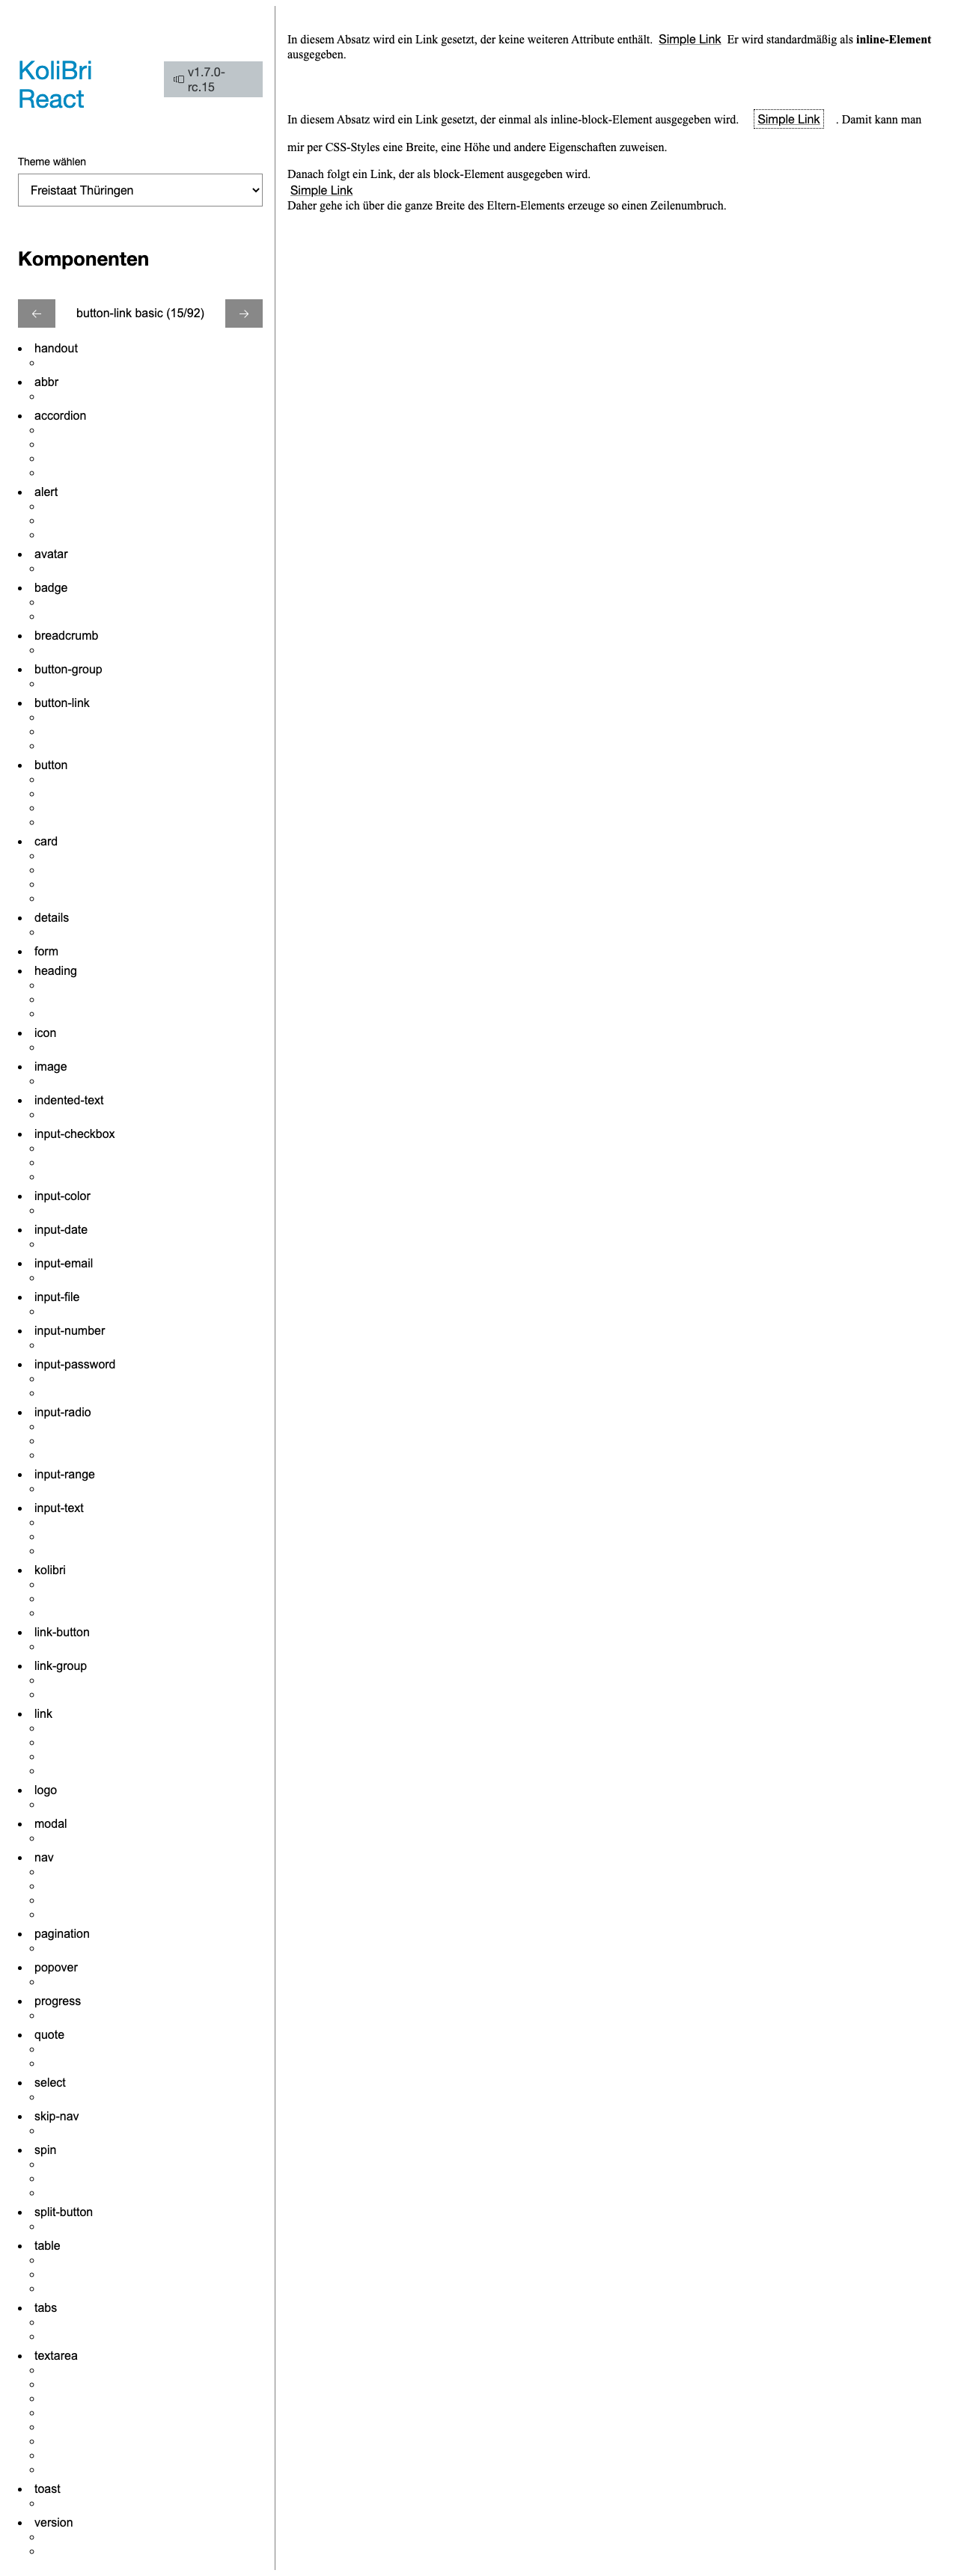 KoliBri
React
v1.7.0-
rc.15
Theme wählen
Freistaat Thüringen
Komponenten
button-link basic (15/92)
handout
abbr
accordion
alert
avatar
badge
breadcrumb
button-group
button-link
button
card
details
form
heading
icon
image
indented-text
input-checkbox
input-color
input-date
input-email
input-file
input-number
input-password
input-radio
input-range
input-text
kolibri
link-button
link-group
link
logo
modal
nav
pagination
popover
progress
quote
select
skip-nav
spin
split-button
table
tabs
textarea
toast
version
In diesem Absatz wird ein Link gesetzt, der keine weiteren Attribute enthält. Simple Link Er wird standardmäßig als inline-Element
ausgegeben.
In diesem Absatz wird ein Link gesetzt, der einmal als inline-block-Element ausgegeben wird. Simple Link . Damit kann man
mir per CSS-Styles eine Breite, eine Höhe und andere Eigenschaften zuweisen.
Danach folgt ein Link, der als block-Element ausgegeben wird.
Simple Link
Daher gehe ich über die ganze Breite des Eltern-Elements erzeuge so einen Zeilenumbruch.